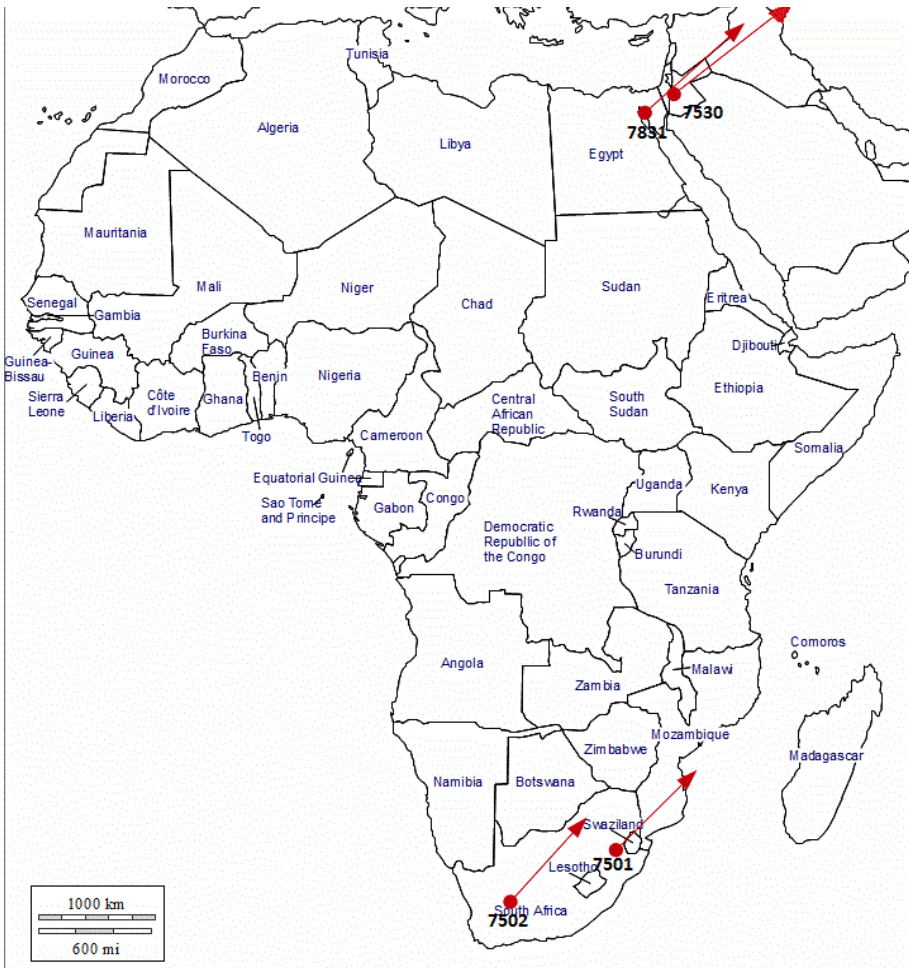 Tunisia
Morocco
7530
7831
Algeria
Libya
Egypt
Mauritania
Mali
Niger
Chad
Sudan
Eritrea
Senegal
Gambia
Burkina
Faso
Djibouti
Guinea-
Bissau
Guinea
Benin
Nigeria
Ethiopia
Sierra
Leone
Côte
d'Ivoire
Ghana
Central
African
Republic
South
Sudan
Liberia
Togo
Cameroon
Somalia
Equatorial Guinea
Uganda
Kenya
Sao Tome
and Principe
Gabon
Congo
Rwanda
Democratic
Republlic of
the Congo
Burundi
Tanzania
Comoros
Angola
Malawi
Zambia
Mozambique
Zimbabwe
Madagascar
Namibia
Botswana
Swaziland
Lesotho
7501
South Africa
7502
1000 km
600 mi